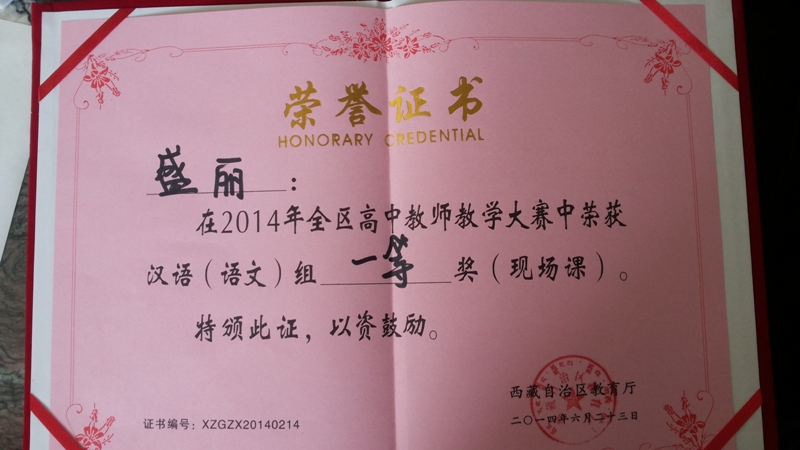 荣誉证书
HONORARY CREDENTIAL
盛丽：
在2014年全区高中教师教学大赛中荣获
汉语（语文）组一等奖（现场课）。
特颁此证，以资鼓励。
西藏自治区教育厅
证书编号：XZGZX20140214
二〇一四年六月二十三日